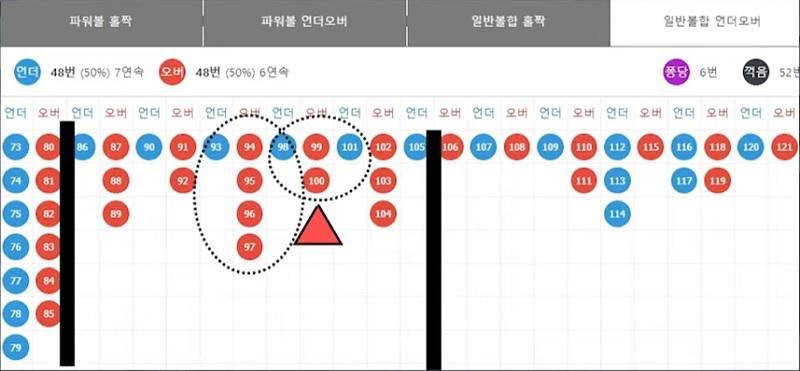 파워볼 홀짝 파워볼 언더오버 일반볼합 홀짝 일반볼합 언더오버
언더 48번 (50%) 7연속 오버 48번 (50%) 6연속 퐁당 6번 꺽음 52번
언더 오버 언더 오버 언더 오버 언더 오버 언더 오버 언더 오버 언더 오버 언더 오버 언더 오버 언더 오버 언더 오버 언더 오버
73 80 86 87 90 91 93 94 98 99 101 102 105 106 107 108 109 110 112 115 116 118 120 121
74 81 88 92 95 100 103 111 113 117 119
75 82 89 96 104 114
76 83 97
77 84
78 85
79